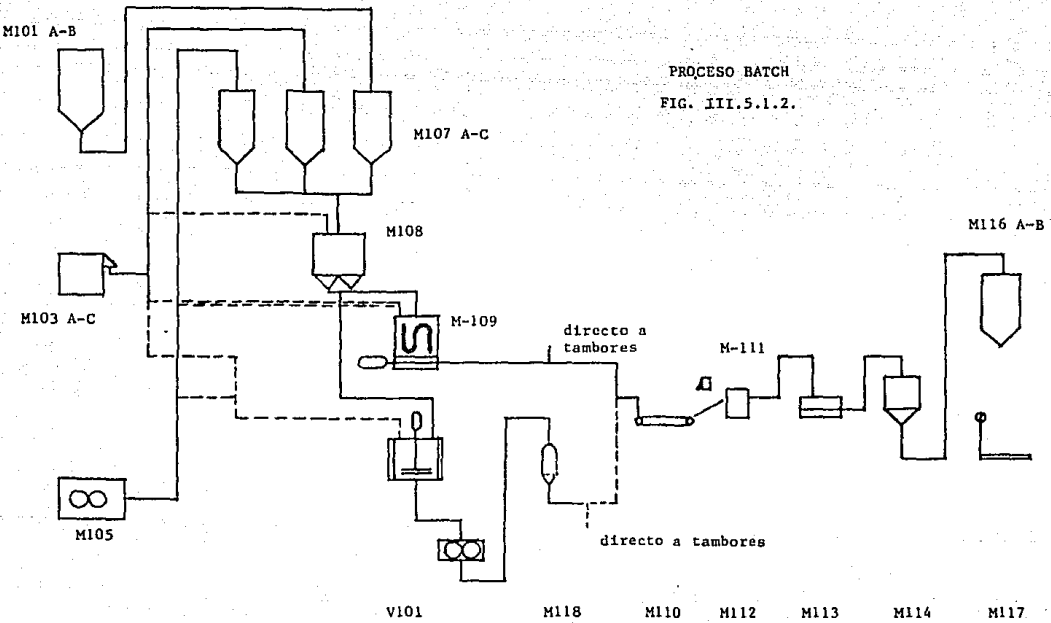 M101 A-B
PROCESO BATCH
FIG. III.5.1.2.
M107 A-C
M116 A-B
M108
M103 A-C
M-109
directo a
tambores
M-111
M105
directo a tambores
V101
M118
M110
M112
M113
M114
M117